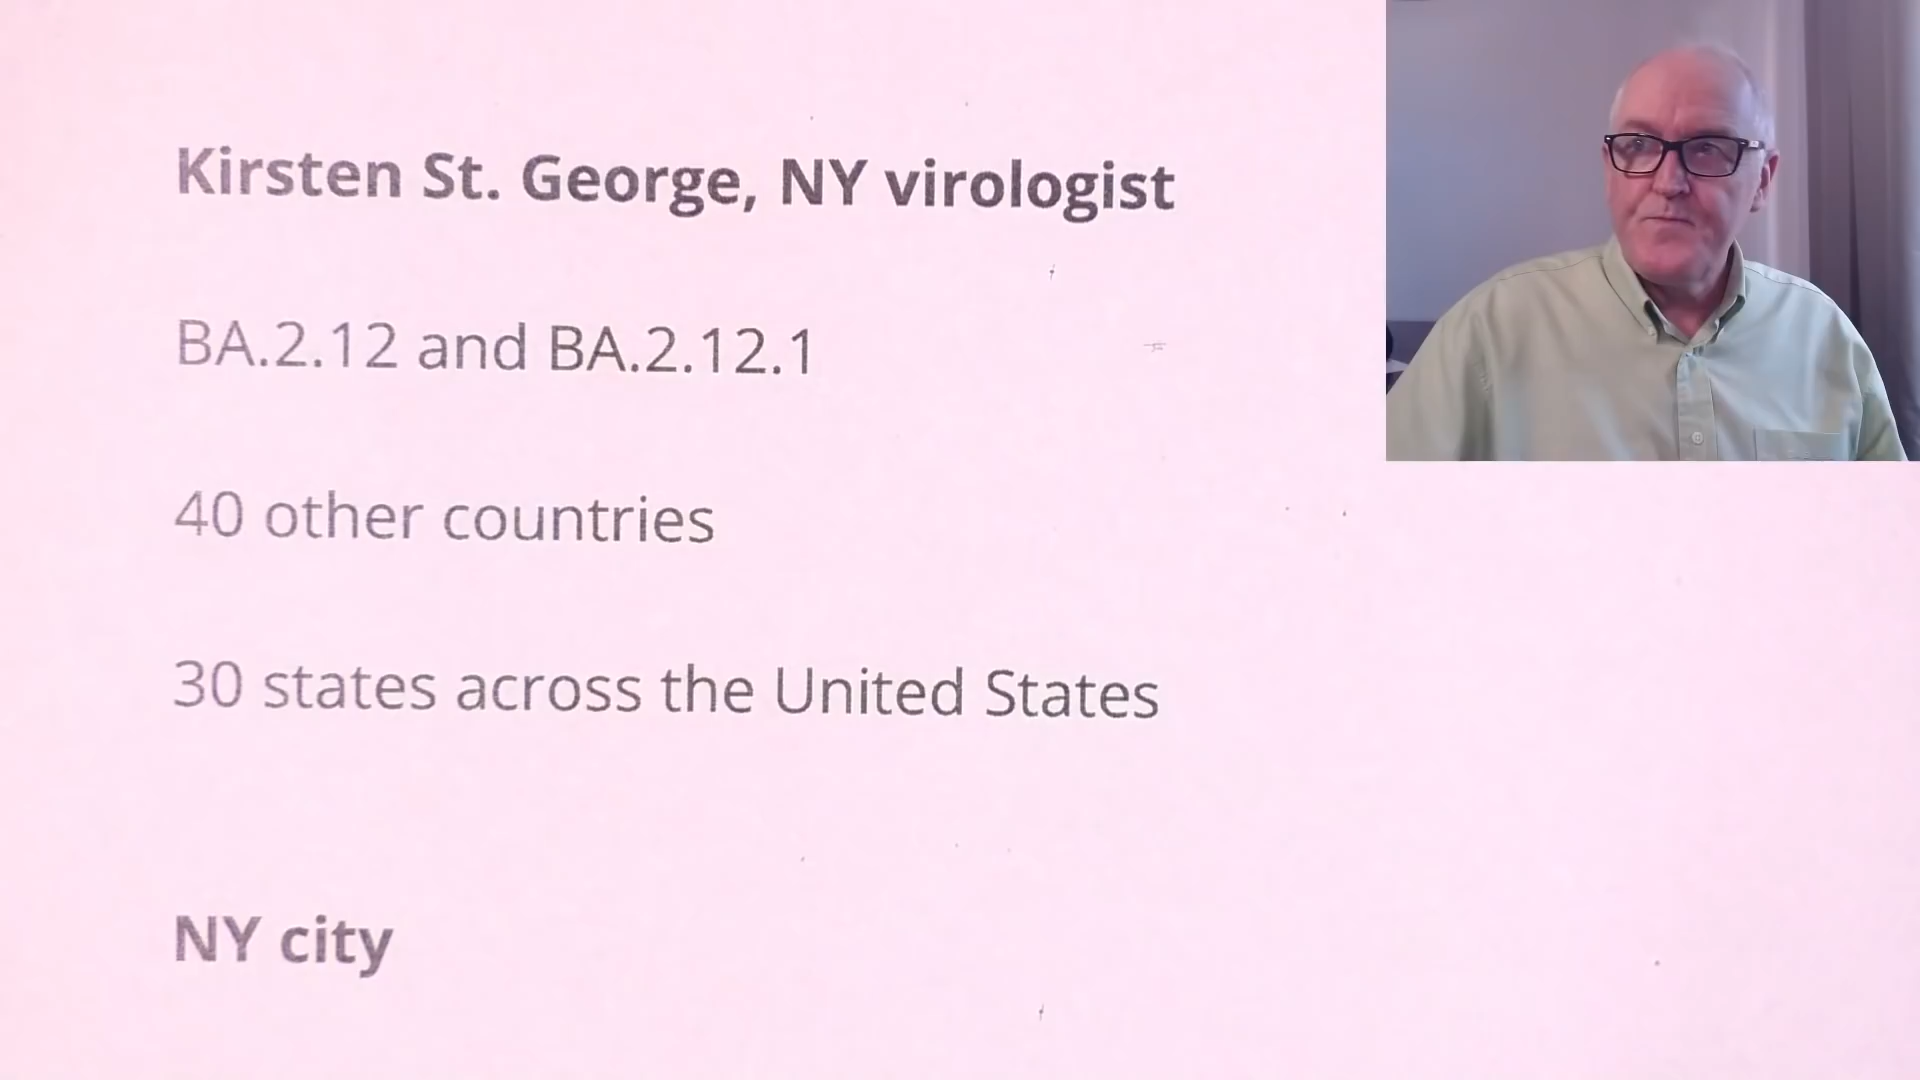 Kirsten St. George, NY virologist
BA.2.12 and BA.2.12.1
40 other countries
30 states across the United States
NY city